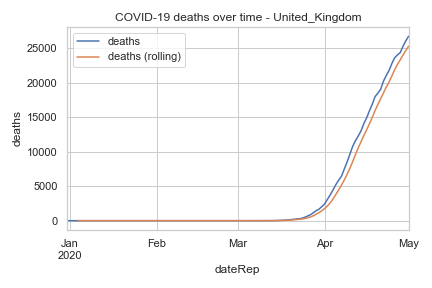 COVID-19 deaths over time - United_Kingdom
deaths
deaths (rolling)
25000
20000
15000
10000
5000
0
deaths
Jan Feb Mar Apr May
2020
dateRep